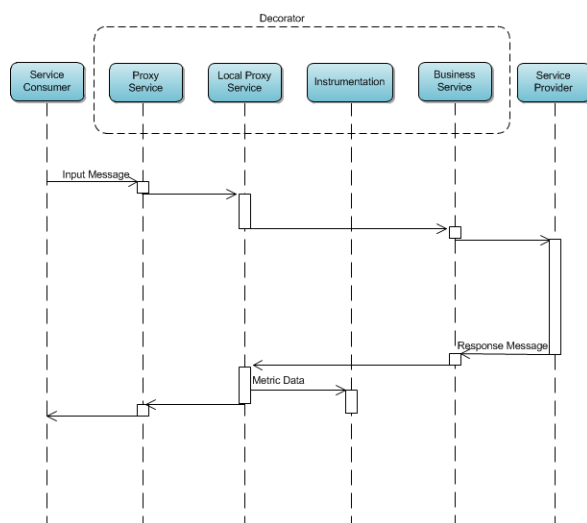 Decorator
Service
Consumer
Proxy
Service
Local Proxy
Service
Instrumentation
Business
Service
Service
Provider
Input Message
Response Message
Metric Data